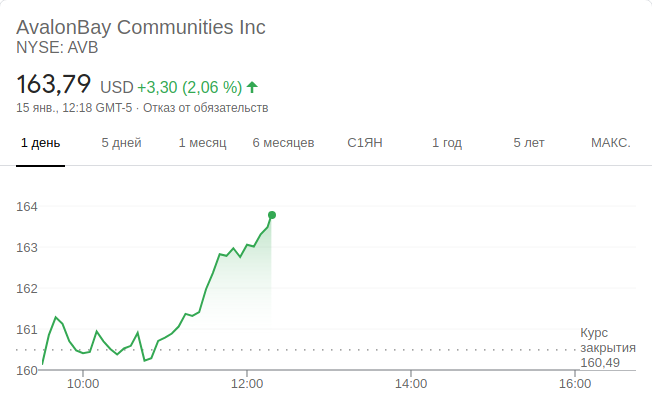 AvalonBay Communities Inc
NYSE: AVB
163,79 USD +3,30 (2,06 %)
15 янв., 12:18 GMT-5 · Отказ от обязательств
1 день 5 дней 1 месяц 6 месяцев С1ЯН 1 год 5 лет МАКС.
164
163
162
161
160
Курс
закрытия
160,49
10:00 12:00 14:00 16:00